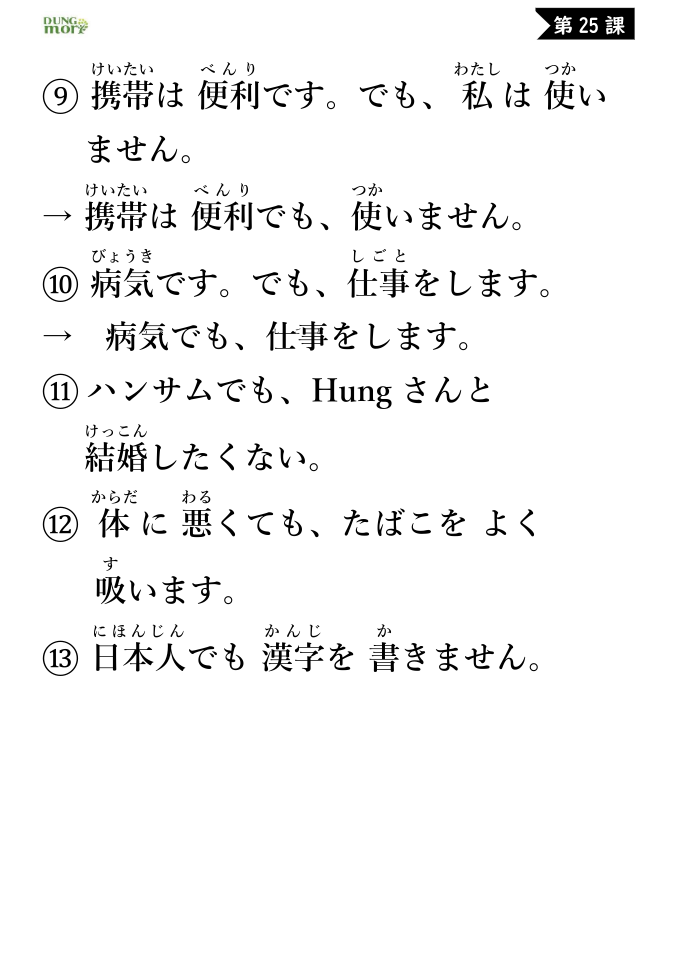 DUNG
mori
第 25 課
けいたい べんり わたし つか
⑨ 携帯は 便利です。でも、 私 は 使い
ません。
けいたい べんり つか
→ 携帯は 便利でも、使いません。
びょうき しごと
⑩ 病気です。でも、仕事をします。
→ 病気でも、仕事をします。
⑪ ハンサムでも、Hung さんと
けっこん
結婚したくない。
からだ わる
⑫ 体 に 悪くても、たばこを よく
す
吸います。
にほんじん かんじ か
⑬ 日本人でも 漢字を 書きません。